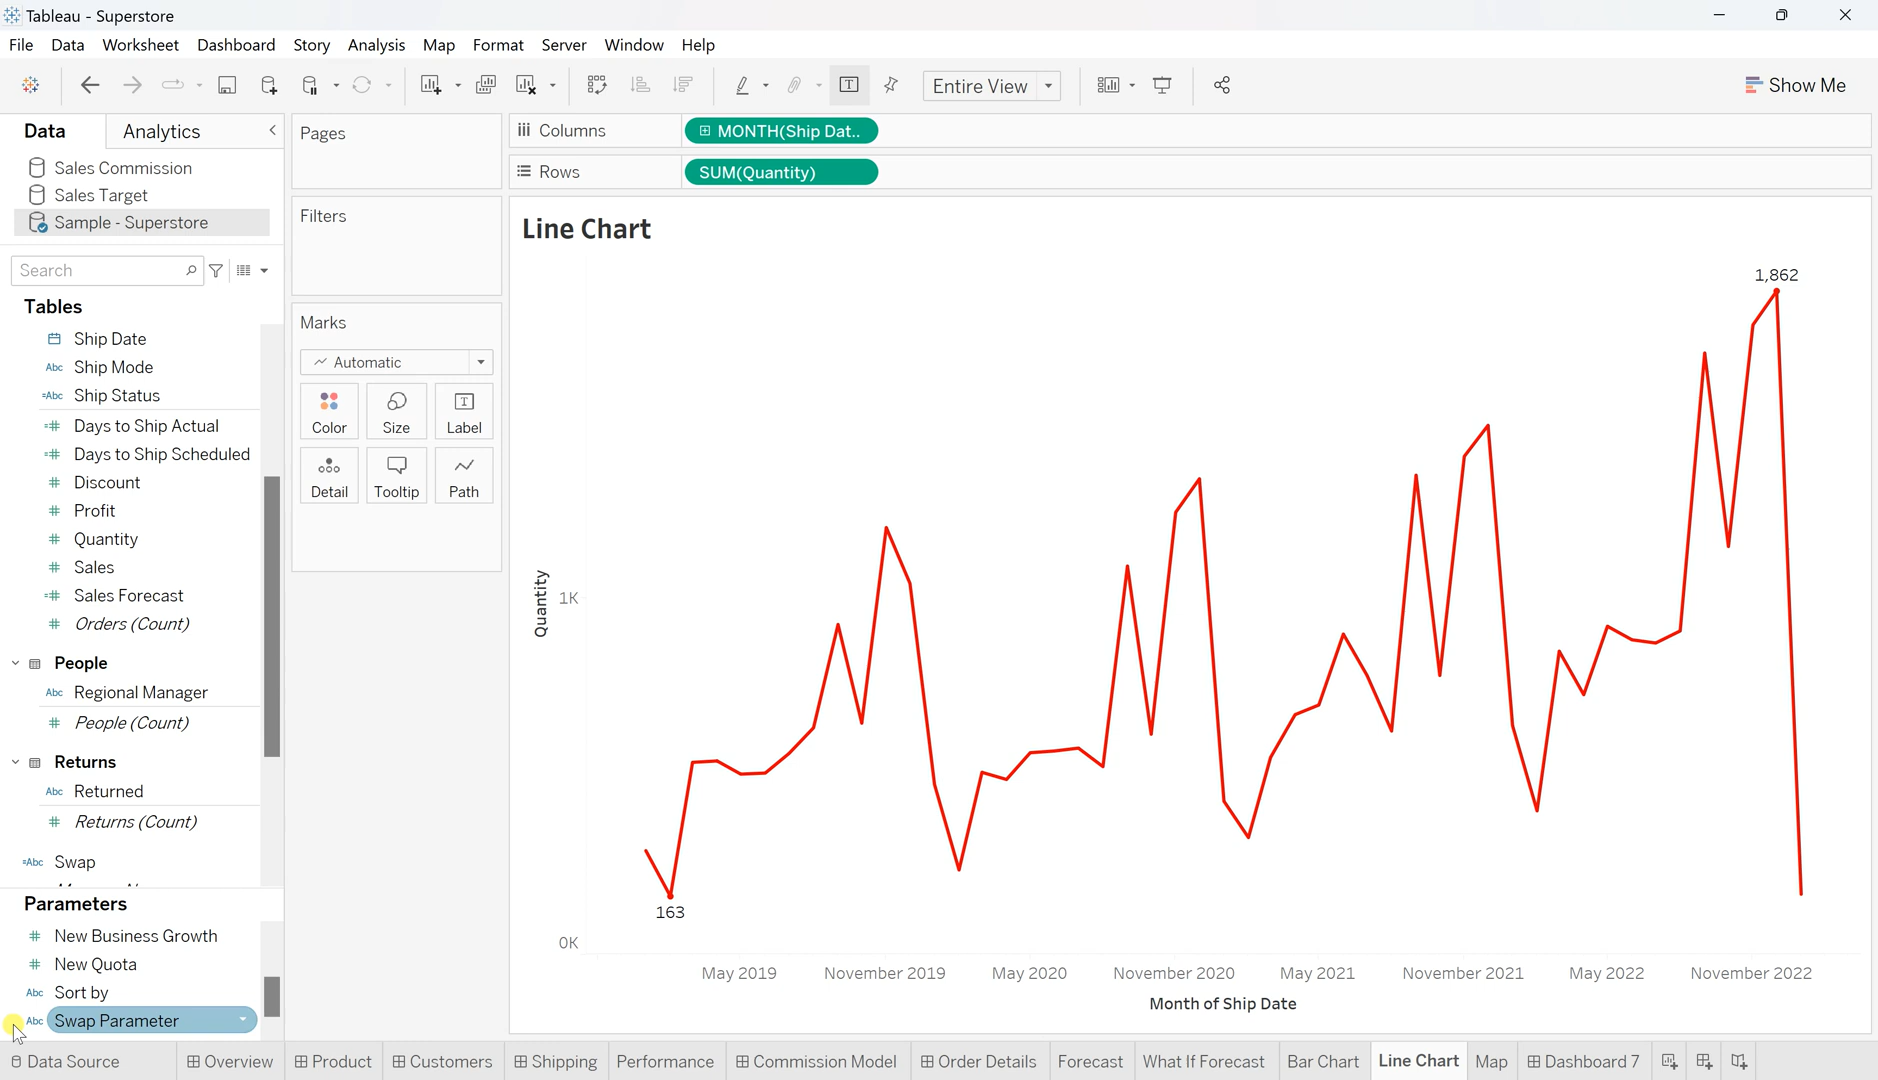 Tableau - Superstore
File Data Worksheet Dashboard Story Analysis Map Format Server Window Help
Entire View
Show Me
Data Analytics
Sales Commission
Sales Target
Sample - Superstore
Search
Tables
Ship Date
Abc Ship Mode
=Abc Ship Status
=# Days to Ship Actual
=# Days to Ship Scheduled
# Discount
# Profit
# Quantity
# Sales
=# Sales Forecast
# Orders (Count)
People
Abc Regional Manager
# People (Count)
Returns
Abc Returned
# Returns (Count)
=Abc Swap
Parameters
# New Business Growth
# New Quota
Abc Sort by
Abc Swap Parameter
Pages
Filters
Marks
Automatic
Color Size Label
Detail Tooltip Path
Columns MONTH(Ship Dat..
Rows SUM(Quantity)
Line Chart
1,862
Quantity
1K
163
0K
May 2019 November 2019 May 2020 November 2020 May 2021 November 2021 May 2022 November 2022
Month of Ship Date
Data Source Overview Product Customers Shipping Performance Commission Model Order Details Forecast What If Forecast Bar Chart Line Chart Map Dashboard 7